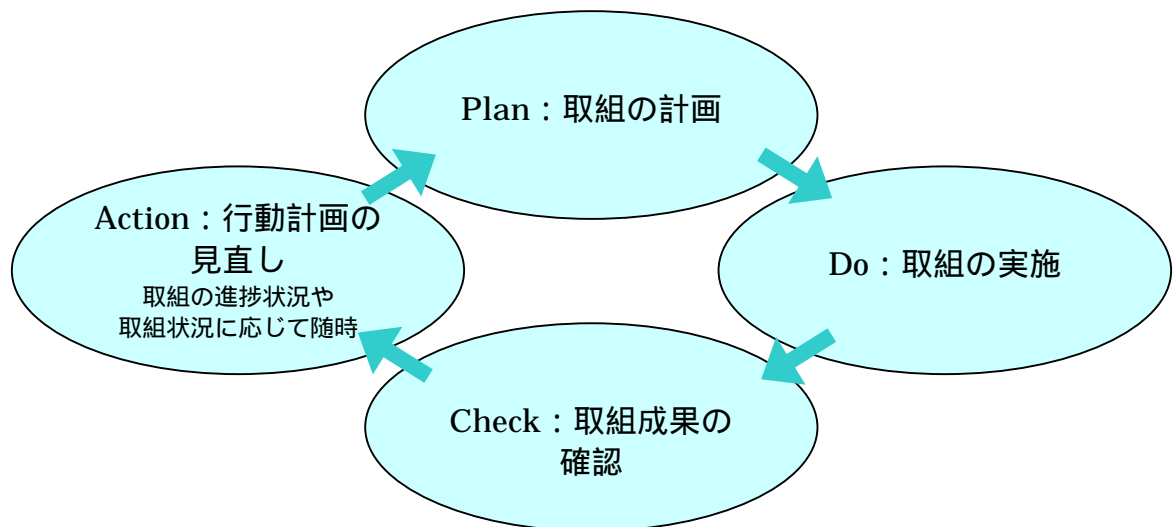 Plan：取組の計画
Do：取組の実施
Check：取組成果の
確認
Action：行動計画の
見直し
取組の進捗状況や
取組状況に応じて随時